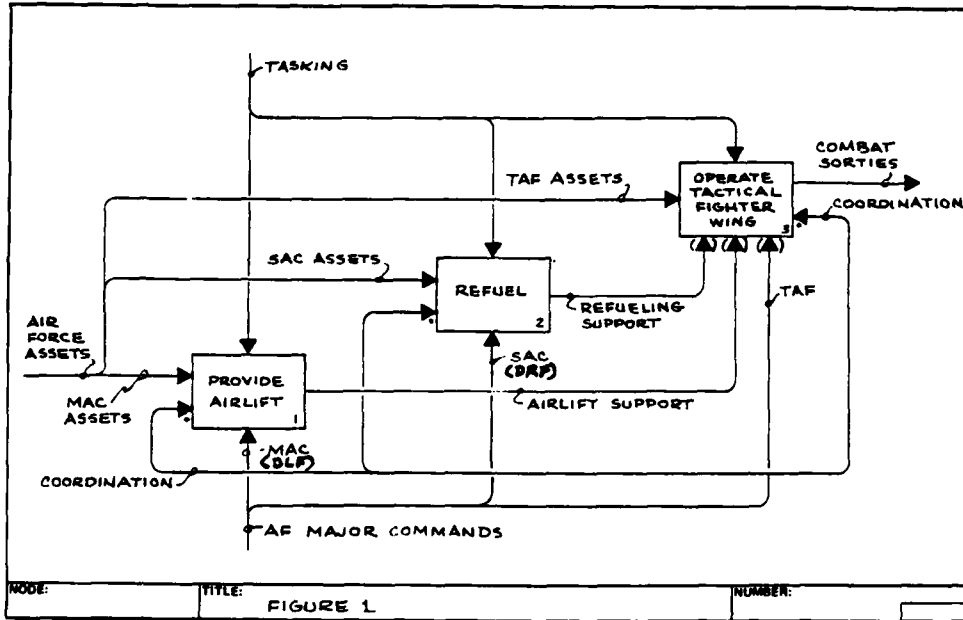 TASKING
COMBAT
SORTIES
TAF ASSETS
OPERATE
TACTICAL
FIGHTER
WING
3
COORDINATION
SAC ASSETS
REFUEL
2
REFUELING
SUPPORT
TAF
AIR
FORCE
ASSETS
MAC
ASSETS
PROVIDE
AIRLIFT
1
SAC
(DRF)
AIRLIFT SUPPORT
MAC
(DLF)
COORDINATION
AF MAJOR COMMANDS
NODE:
TITLE:
FIGURE 1
NUMBER: